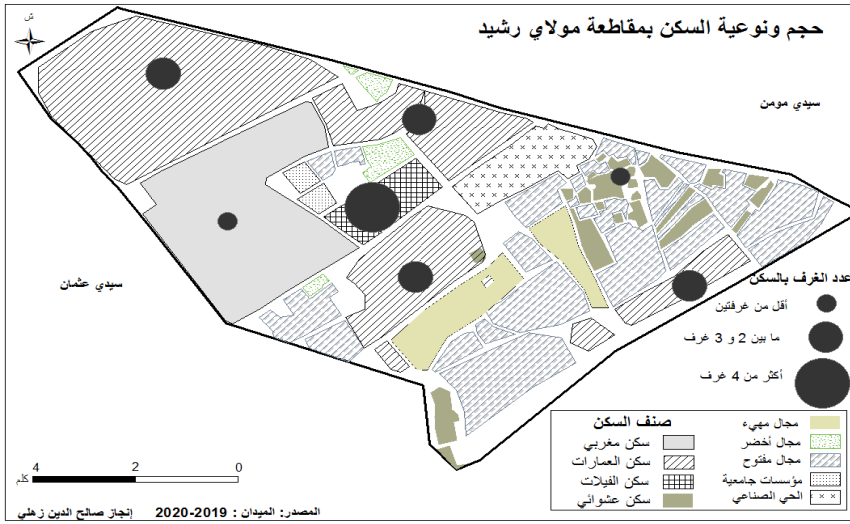 حجم ونوعية السكن بمقاطعة مولاي رشيد
ش
سيدي مومن
سيدي عثمان
عدد الغرف بالسكن
أقل من غرفتين
ما بين 2 و 3 غرف
أكثر من 4 غرف
صنف السكن
سكن مغربي
سكن العمارات
سكن الفيلات
سكن عشوائي
مجال مهيء
مجال أخضر
مجال مفتوح
مؤسسات جامعية
الحي الصناعي
4 2 0
كلم
المصدر: الميدان : 2019-2020 إنجاز صالح الدين زهلي